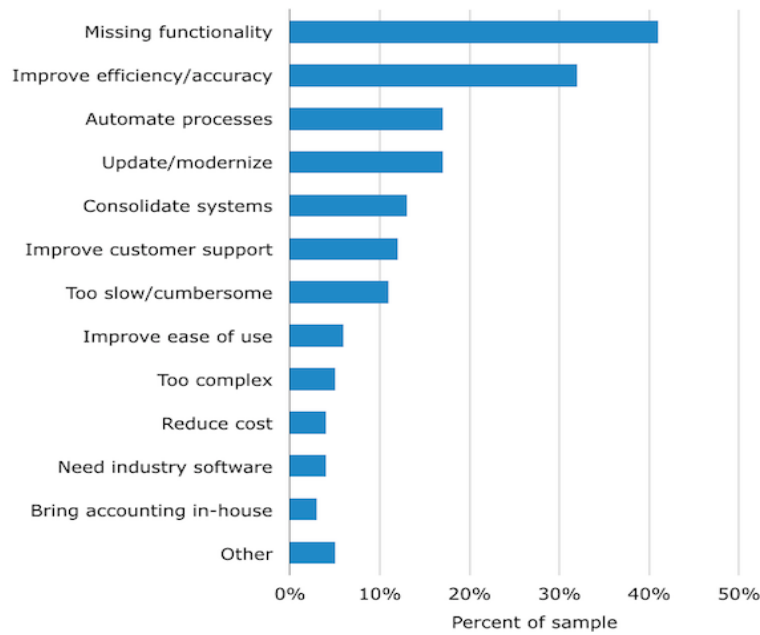 Missing functionality
Improve efficiency/accuracy
Automate processes
Update/modernize
Consolidate systems
Improve customer support
Too slow/cumbersome
Improve ease of use
Too complex
Reduce cost
Need industry software
Bring accounting in-house
Other
0% 10% 20% 30% 40% 50%
Percent of sample